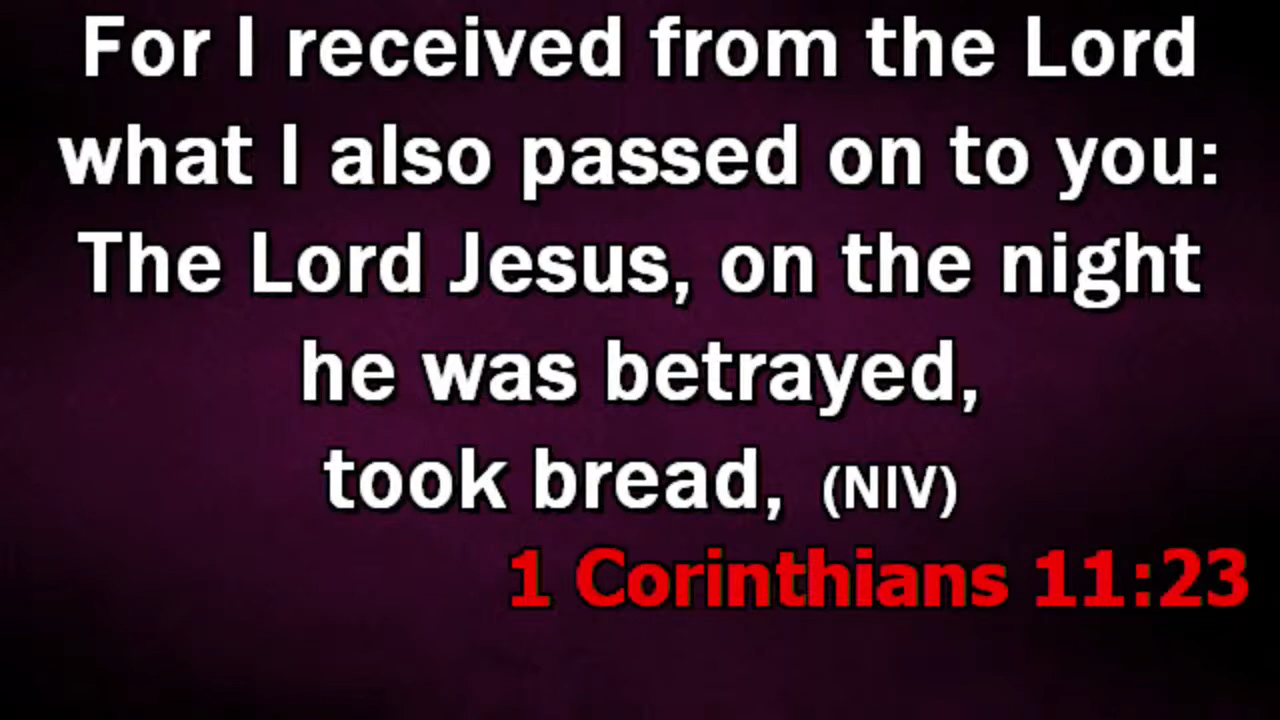 For I received from the Lord
what I also passed on to you:
The Lord Jesus, on the night
he was betrayed,
took bread, (NIV)
1 Corinthians 11:23